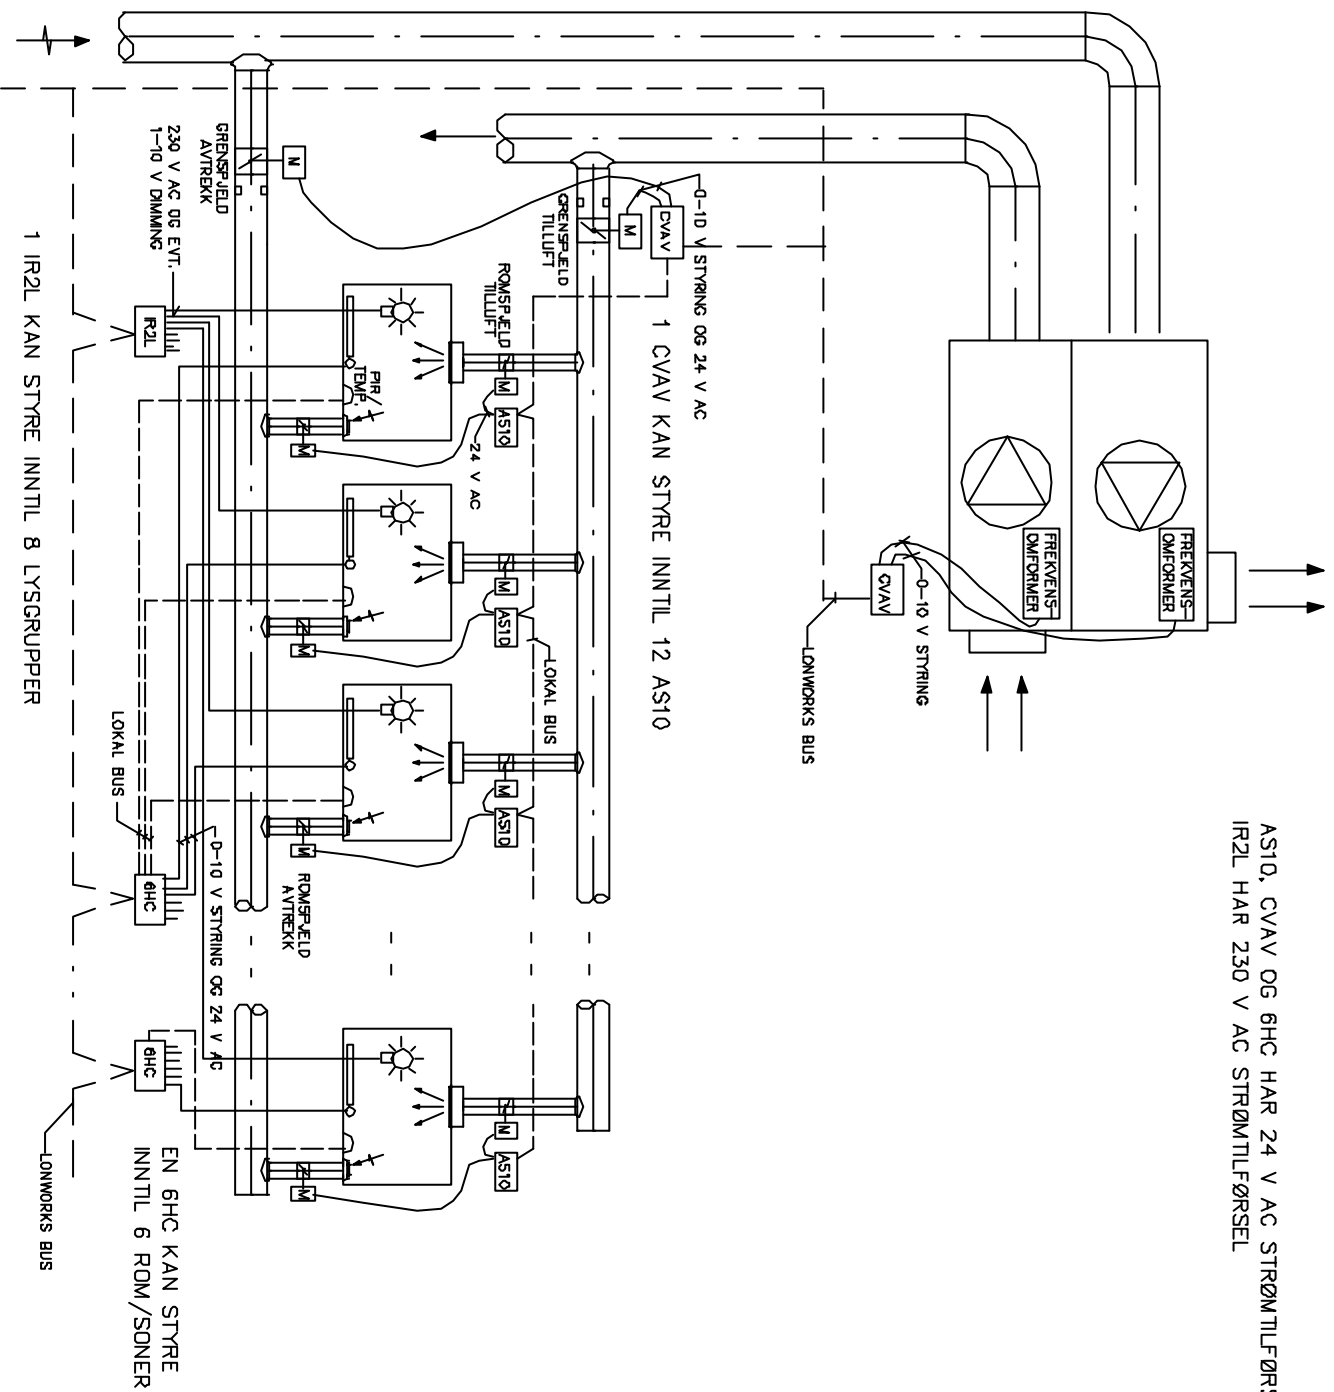 AS10, CVAV OG 6HC HAR 24 V AC STRØMTILFØRS
IR2L HAR 230 V AC STRØMTILFØRSEL
FREKVENS-
OMFORMER
FREKVENS-
OMFORMER
CVAV
0-10 V STYRING
LONWORKS BUS
0-10 V STYRING OG 24 V AC
CVAV
M
GRENSPJELD
TILLUFT
1 CVAV KAN STYRE INNTIL 12 AS10
ROMSPJELD
TILLUFT
M
AS10
24 V AC
M
AS10
LOKAL BUS
M
AS10
M
AS10
PIR/
TEMP.
M
M
M
ROMSPJELD
AVTREKK
M
M
GRENSPJELD
AVTREKK
230 V AC OG EVT.
1-10 V DIMMING
IR2L
0-10 V STYRING OG 24 V AC
LOKAL BUS
6HC
6HC
EN 6HC KAN STYRE
INNTIL 6 ROM/SONER
1 IR2L KAN STYRE INNTIL 8 LYSGRUPPER
LONWORKS BUS